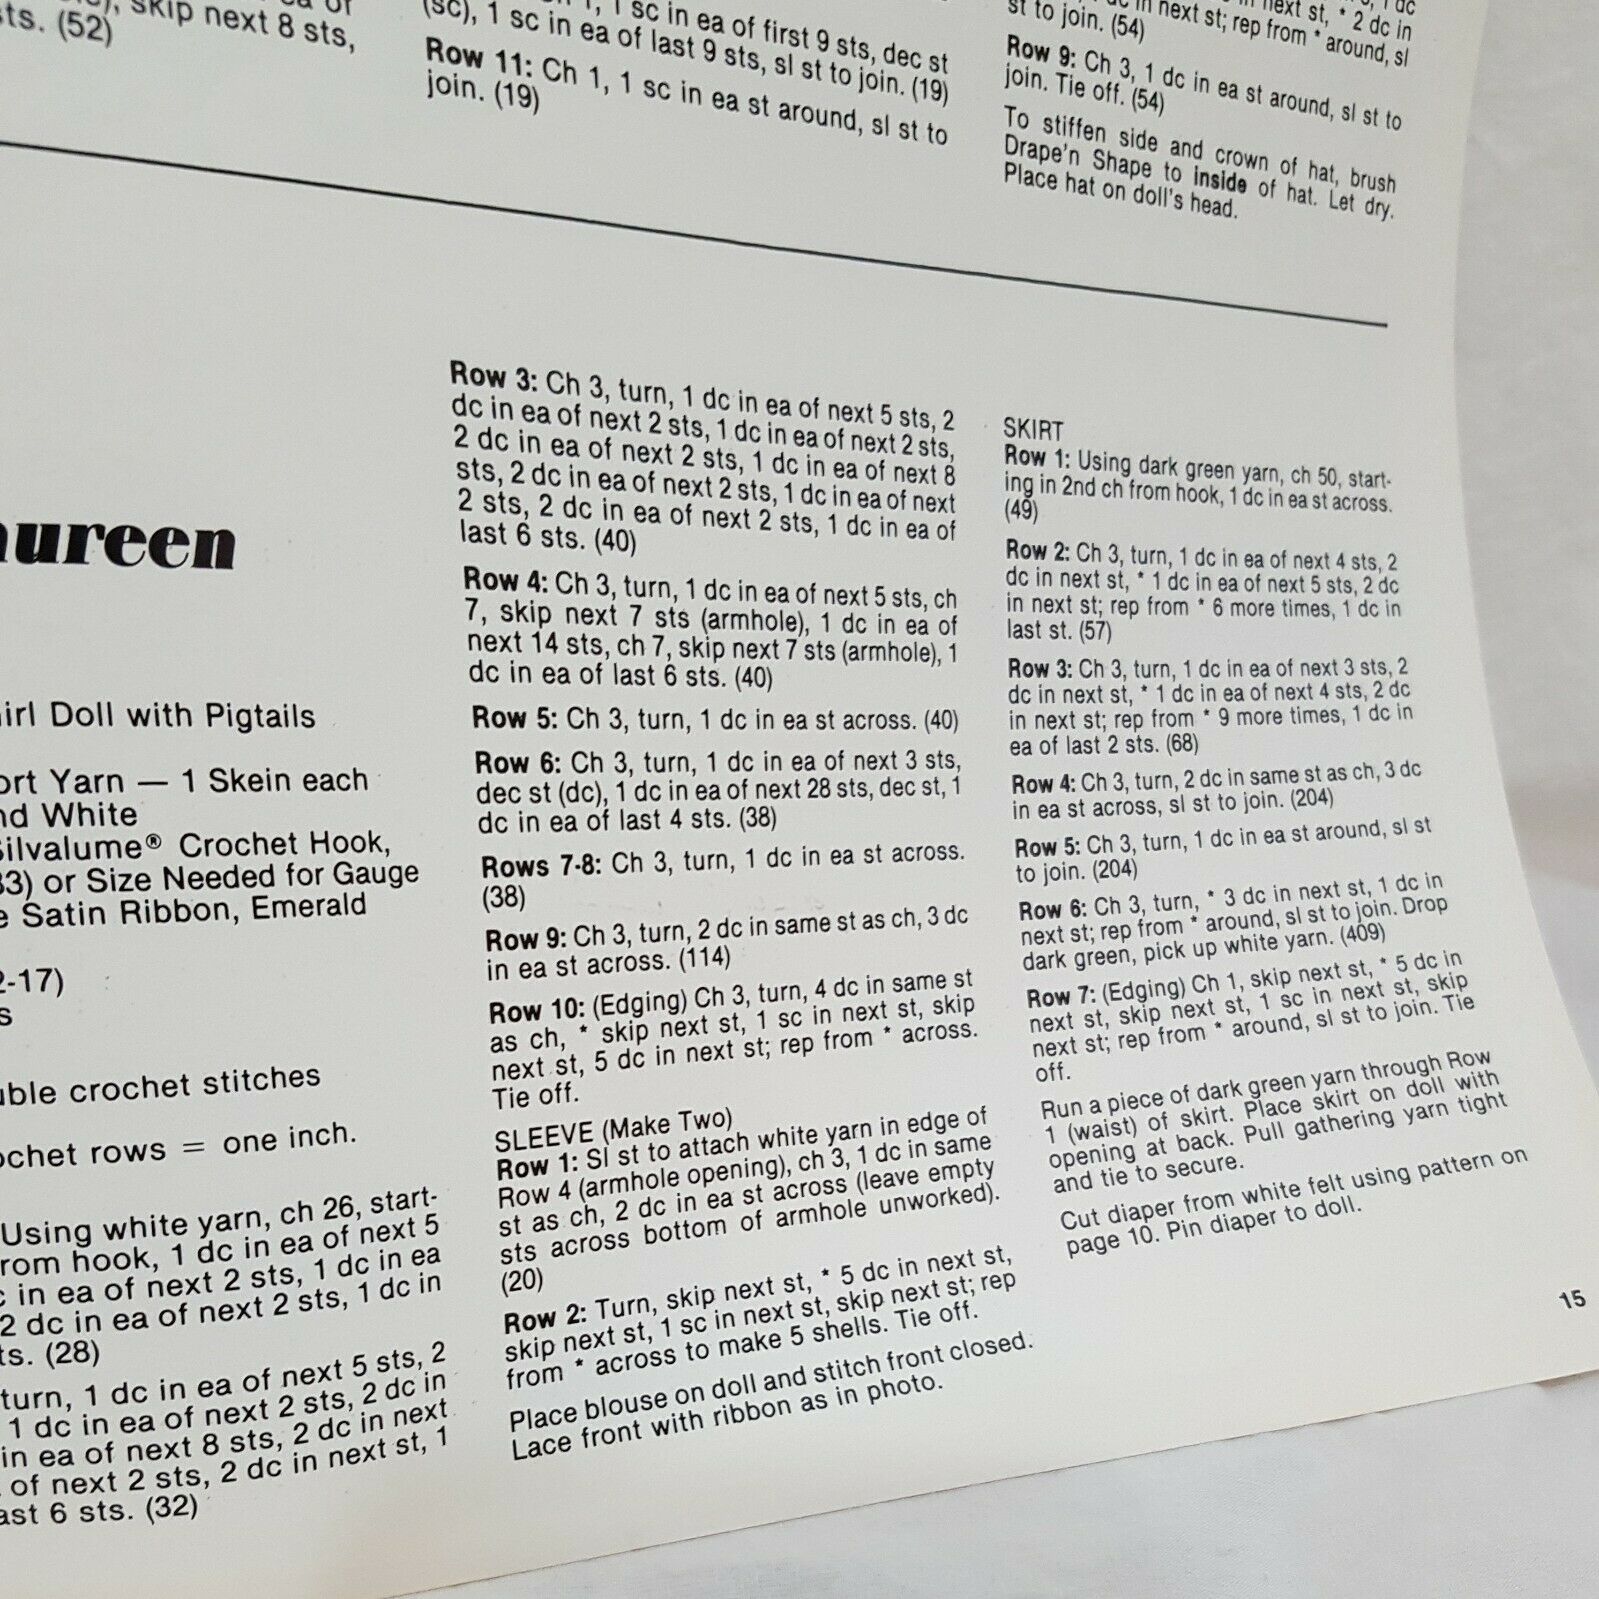 skip next 8 sts,
sts. (52)
1 sc in ea of first 9 sts, dec st
(sc), 1 sc in ea of last 9 sts, sl st to join. (19)
Row 11: Ch 1, 1 sc in ea st around, sl st to
join. (19)
next st, * 2 dc in
in next st; rep from * around, sl
st to join. (54)
Row 9: Ch 3, 1 dc in ea st around, sl st to
join. Tie off. (54)
To stiffen side and crown of hat, brush
Drape'n Shape to inside of hat. Let dry.
Place hat on doll's head.
ureen
irl Doll with Pigtails
ort Yarn — 1 Skein each
nd White
Silvalume® Crochet Hook,
33) or Size Needed for Gauge
e Satin Ribbon, Emerald
2-17)
s
uble crochet stitches
ochet rows = one inch.
Using white yarn, ch 26, start-
rom hook, 1 dc in ea of next 5
c in ea of next 2 sts, 1 dc in ea
2 dc in ea of next 2 sts, 1 dc in
ts. (28)
turn, 1 dc in ea of next 5 sts, 2
1 dc in ea of next 2 sts, 2 dc in
in ea of next 8 sts, 2 dc in next
of next 2 sts, 2 dc in next st, 1
ast 6 sts. (32)
Row 3: Ch 3, turn, 1 dc in ea of next 5 sts, 2
dc in ea of next 2 sts, 1 dc in ea of next 2 sts,
2 dc in ea of next 2 sts, 1 dc in ea of next 8
sts, 2 dc in ea of next 2 sts, 1 dc in ea of next
2 sts, 2 dc in ea of next 2 sts, 1 dc in ea of
last 6 sts. (40)
Row 4: Ch 3, turn, 1 dc in ea of next 5 sts, ch
7, skip next 7 sts (armhole), 1 dc in ea of
next 14 sts, ch 7, skip next 7 sts (armhole), 1
dc in ea of last 6 sts. (40)
Row 5: Ch 3, turn, 1 dc in ea st across. (40)
Row 6: Ch 3, turn, 1 dc in ea of next 3 sts,
dec st (dc), 1 dc in ea of next 28 sts, dec st, 1
dc in ea of last 4 sts. (38)
Rows 7-8: Ch 3, turn, 1 dc in ea st across.
(38)
Row 9: Ch 3, turn, 2 dc in same st as ch, 3 dc
in ea st across. (114)
Row 10: (Edging) Ch 3, turn, 4 dc in same st
as ch, * skip next st, 1 sc in next st, skip
next st, 5 dc in next st; rep from * across.
Tie off.
SLEEVE (Make Two)
Row 1: Sl st to attach white yarn in edge of
Row 4 (armhole opening), ch 3, 1 dc in same
st as ch, 2 dc in ea st across (leave empty
sts across bottom of armhole unworked).
(20)
Row 2: Turn, skip next st, * 5 dc in next st,
skip next st, 1 sc in next st, skip next st; rep
from * across to make 5 shells. Tie off.
Place blouse on doll and stitch front closed.
Lace front with ribbon as in photo.
SKIRT
Row 1: Using dark green yarn, ch 50, start-
ing in 2nd ch from hook, 1 dc in ea st across.
(49)
Row 2: Ch 3, turn, 1 dc in ea of next 4 sts, 2
dc in next st, * 1 dc in ea of next 5 sts, 2 dc
in next st; rep from * 6 more times, 1 dc in
last st. (57)
Row 3: Ch 3, turn, 1 dc in ea of next 3 sts, 2
dc in next st, * 1 dc in ea of next 4 sts, 2 dc
in next st; rep from * 9 more times, 1 dc in
ea of last 2 sts. (68)
Row 4: Ch 3, turn, 2 dc in same st as ch, 3 dc
in ea st across, sl st to join. (204)
Row 5: Ch 3, turn, 1 dc in ea st around, sl st
to join. (204)
Row 6: Ch 3, turn, * 3 dc in next st, 1 dc in
next st; rep from * around, sl st to join. Drop
dark green, pick up white yarn. (409)
Row 7: (Edging) Ch 1, skip next st, * 5 dc in
next st, skip next st, 1 sc in next st, skip
next st; rep from * around, sl st to join. Tie
off.
Run a piece of dark green yarn through Row
1 (waist) of skirt. Place skirt on doll with
opening at back. Pull gathering yarn tight
and tie to secure.
Cut diaper from white felt using pattern on
page 10. Pin diaper to doll.
15